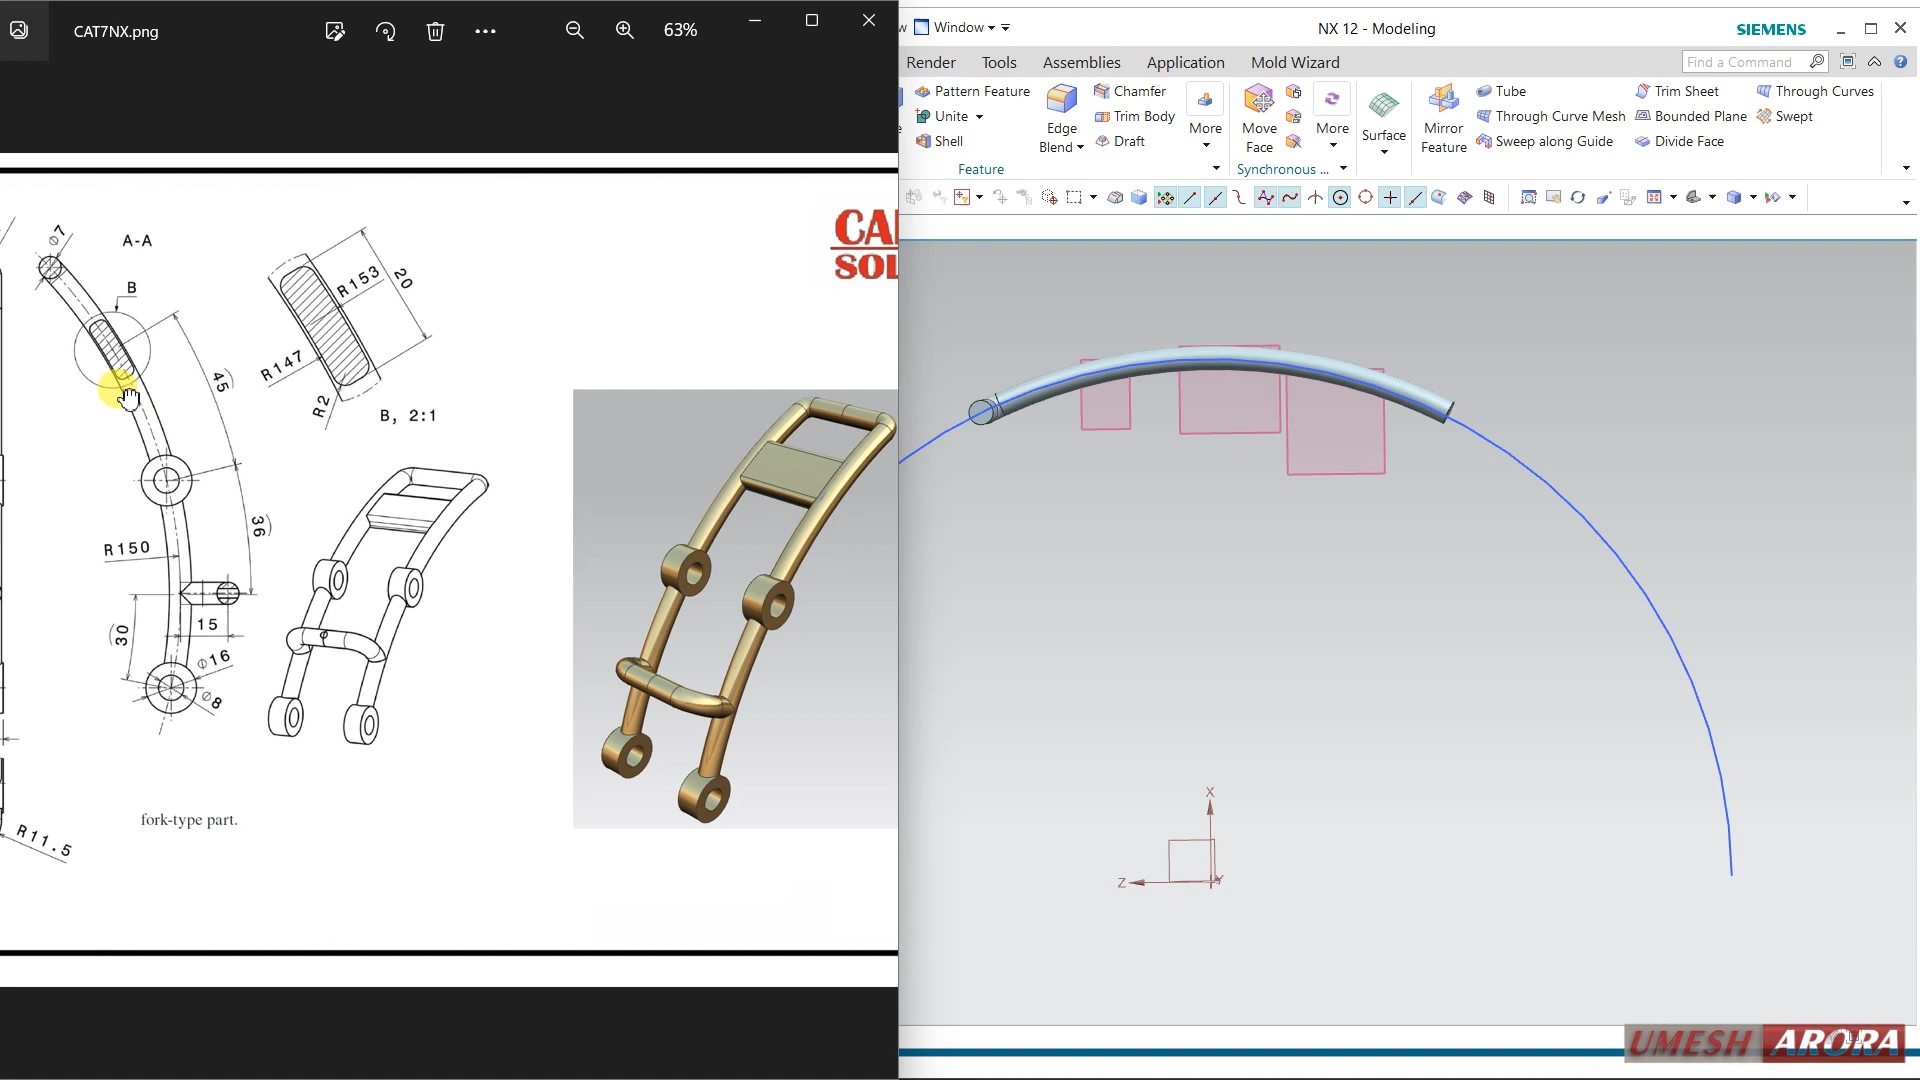 CAT7NX.png
63%
Window
NX 12 - Modeling
SIEMENS
Render
Tools
Assemblies
Application
Mold Wizard
Find a Command
Pattern Feature
Unite
Shell
Edge
Blend
Chamfer
Trim Body
Draft
More
Move
Face
More
Surface
Mirror
Feature
Tube
Through Curve Mesh
Sweep along Guide
Trim Sheet
Bounded Plane
Divide Face
Through Curves
Swept
Feature
Synchronous ...
CA
SOL
∅7
A-A
B
R153
20
R147
R2
B, 2:1
45)
36)
R150
15
(30
∅16
∅8
fork-type part.
R11.5
X
Z
Y
UMESH ARORA